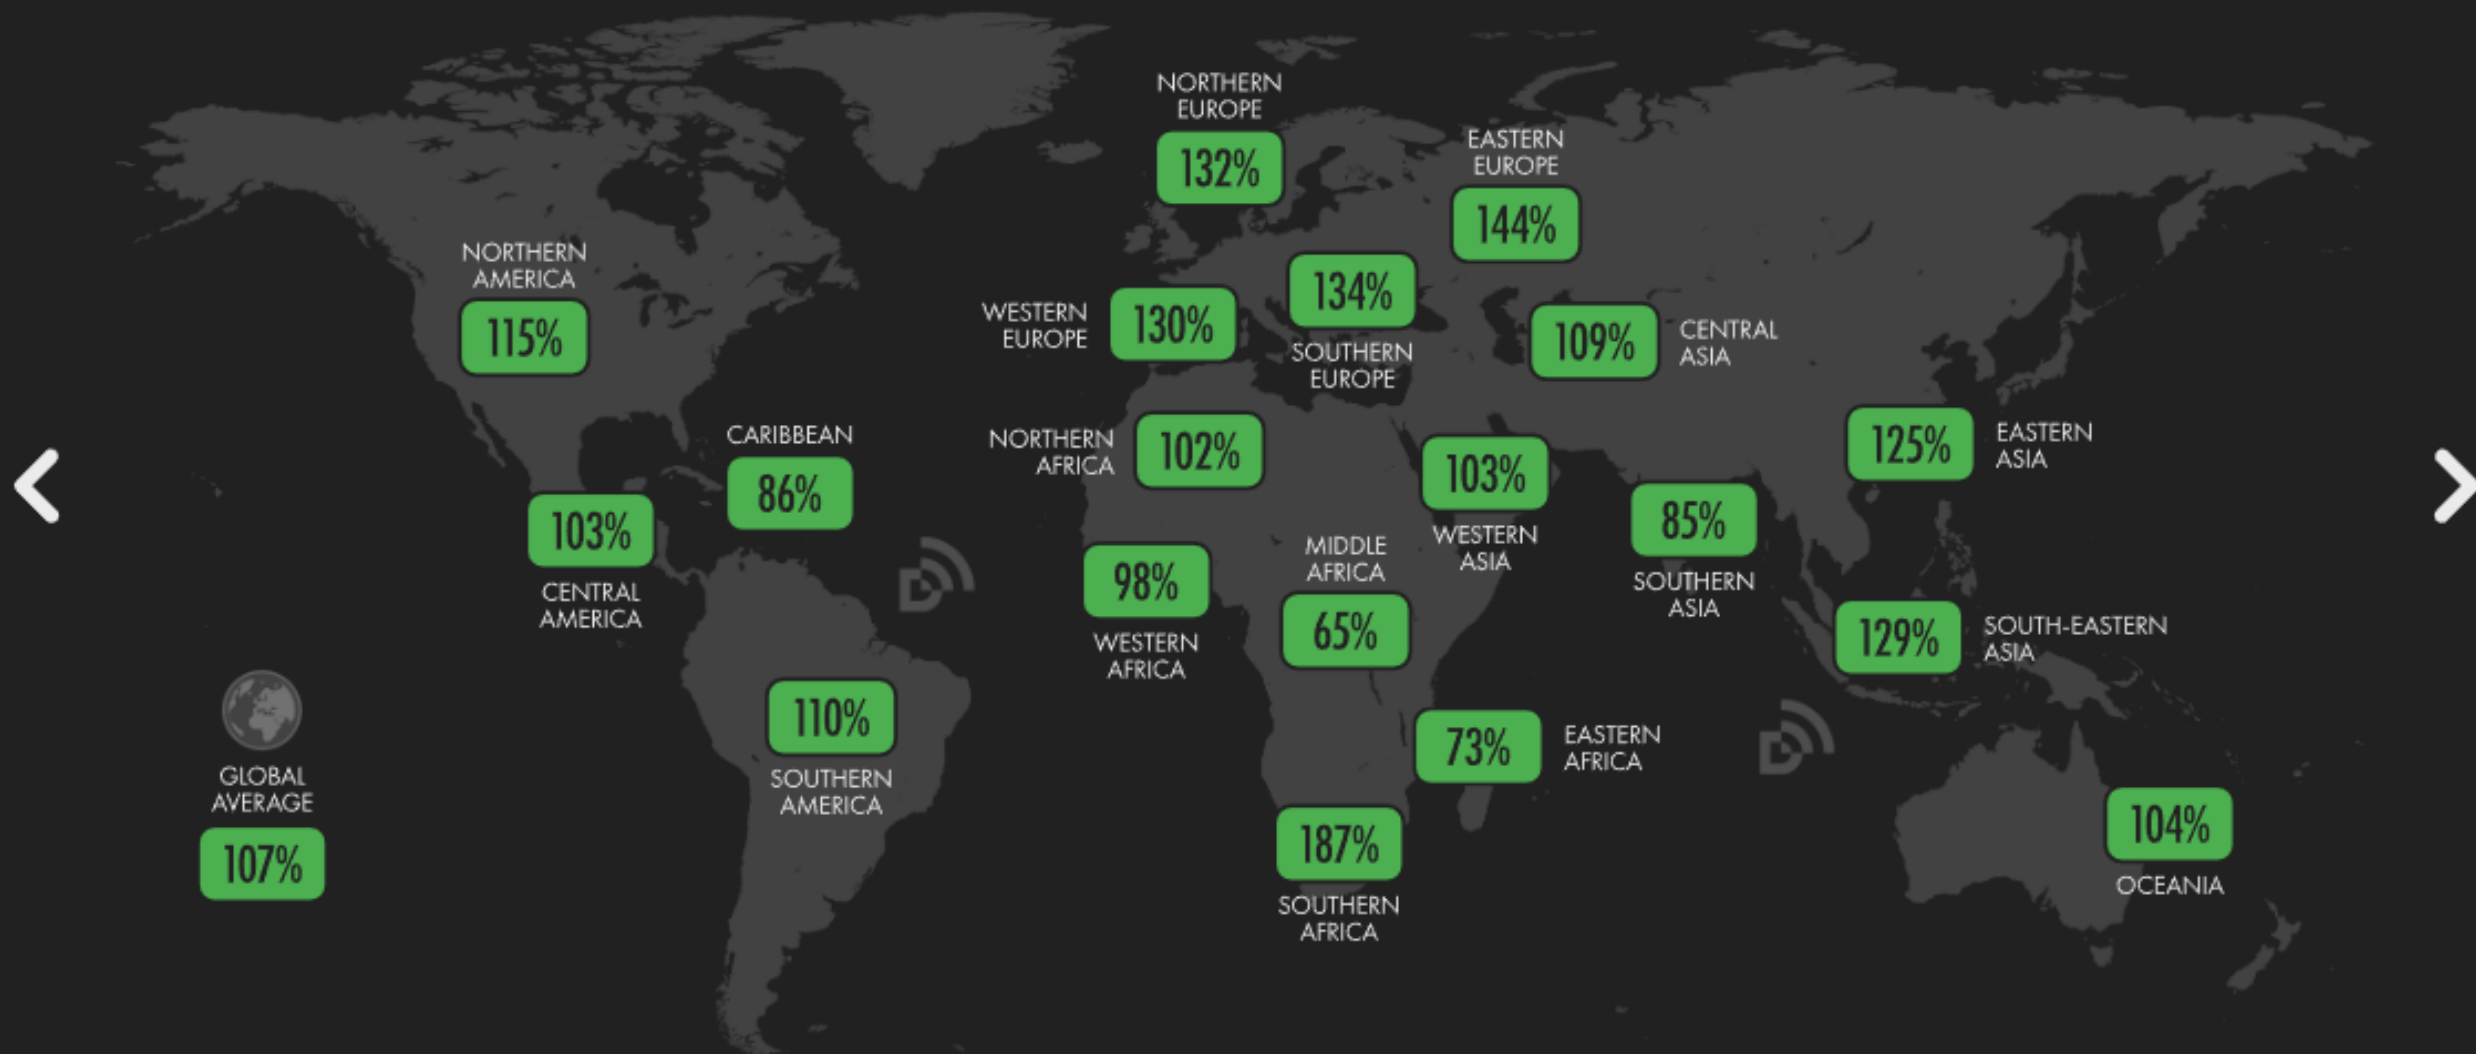 NORTHERN
EUROPE
132%
EASTERN
EUROPE
144%
NORTHERN
AMERICA
115%
WESTERN
EUROPE
130%
134%
SOUTHERN
EUROPE
109%
CENTRAL
ASIA
CARIBBEAN
86%
NORTHERN
AFRICA
102%
103%
WESTERN
ASIA
125%
EASTERN
ASIA
103%
CENTRAL
AMERICA
98%
WESTERN
AFRICA
MIDDLE
AFRICA
65%
85%
SOUTHERN
ASIA
129%
SOUTH-EASTERN
ASIA
110%
SOUTHERN
AMERICA
73%
EASTERN
AFRICA
GLOBAL
AVERAGE
107%
187%
SOUTHERN
AFRICA
104%
OCEANIA